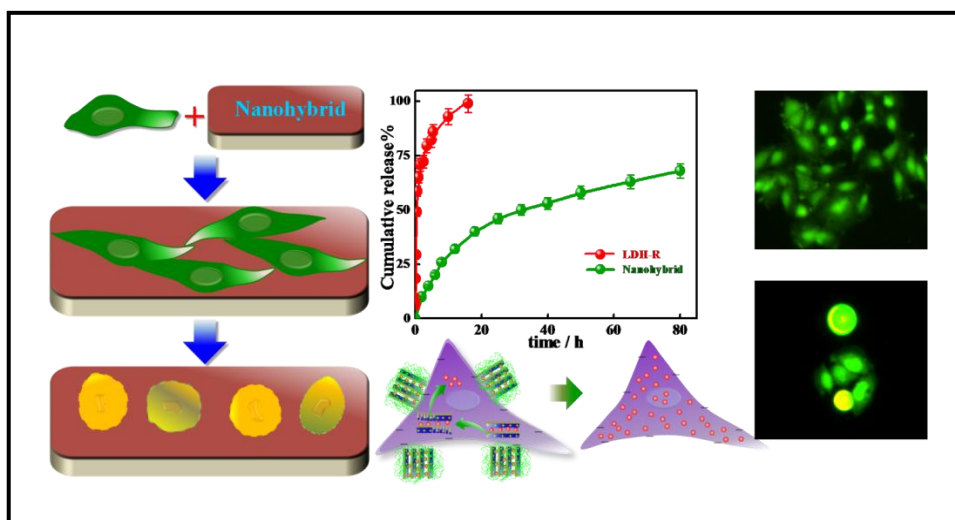 +
Nanohybrid
Cumulative release%
100
75
50
25
0
LDH-R
Nanohybrid
0
20
40
60
80
time / h